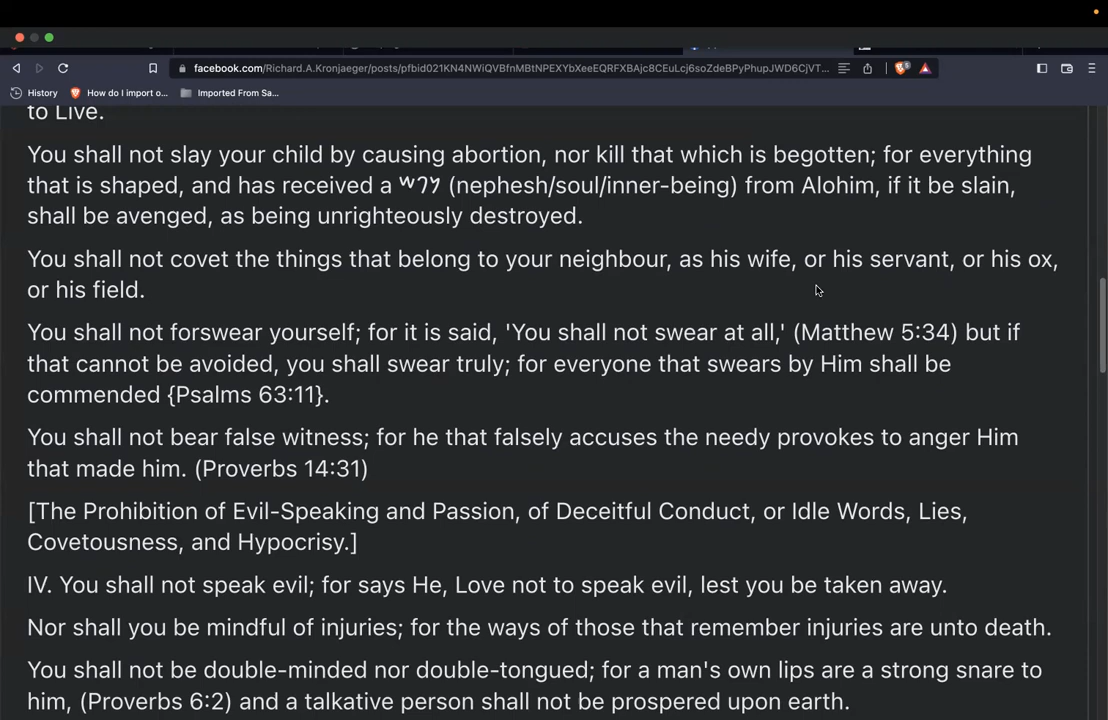 facebook.com/Richard.A.Kronjaeger/posts/pfbid021KN4NWiQVBfnMBtNPEXYbXeeEQRFXBAjc8CEuLcj6soZdeBPyPhupJWD6CjVT...
History How do I import o... Imported From Sa...
to Live.
You shall not slay your child by causing abortion, nor kill that which is begotten; for everything
that is shaped, and has received a 𐤔𐤐𐤍 (nephesh/soul/inner-being) from Alohim, if it be slain,
shall be avenged, as being unrighteously destroyed.
You shall not covet the things that belong to your neighbour, as his wife, or his servant, or his ox,
or his field.
You shall not forswear yourself; for it is said, 'You shall not swear at all,' (Matthew 5:34) but if
that cannot be avoided, you shall swear truly; for everyone that swears by Him shall be
commended {Psalms 63:11}.
You shall not bear false witness; for he that falsely accuses the needy provokes to anger Him
that made him. (Proverbs 14:31)
[The Prohibition of Evil-Speaking and Passion, of Deceitful Conduct, or Idle Words, Lies,
Covetousness, and Hypocrisy.]
IV. You shall not speak evil; for says He, Love not to speak evil, lest you be taken away.
Nor shall you be mindful of injuries; for the ways of those that remember injuries are unto death.
You shall not be double-minded nor double-tongued; for a man's own lips are a strong snare to
him, (Proverbs 6:2) and a talkative person shall not be prospered upon earth.